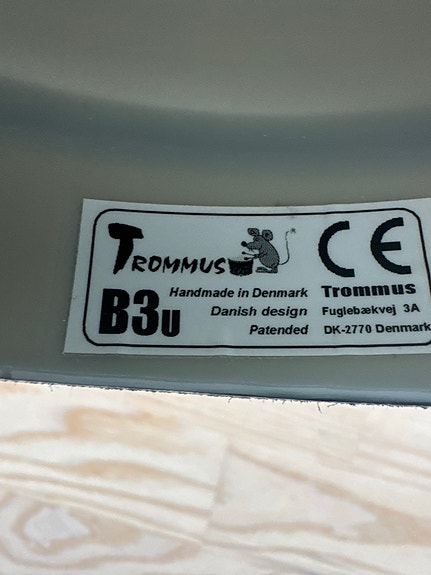 TROMMUS
B3U
Handmade in Denmark
Danish design
Patended
CE
Trommus
Fuglebækvej 3A
DK-2770 Denmark